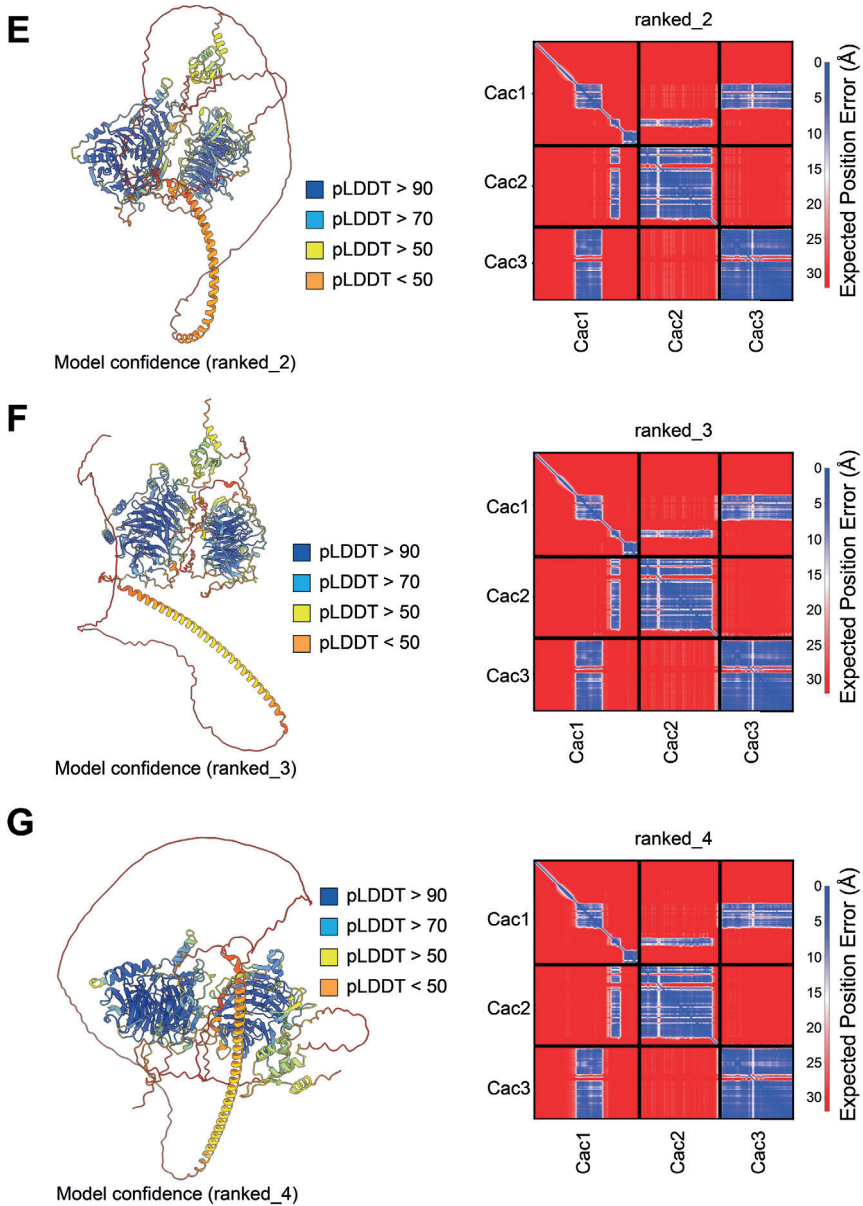 E
pLDDT > 90
pLDDT > 70
pLDDT > 50
pLDDT < 50
Model confidence (ranked_2)
ranked_2
Cac1
Cac2
Cac3
Cac1
Cac2
Cac3
0
5
10
15
20
25
30
Expected Position Error (Å)
F
pLDDT > 90
pLDDT > 70
pLDDT > 50
pLDDT < 50
Model confidence (ranked_3)
ranked_3
Cac1
Cac2
Cac3
Cac1
Cac2
Cac3
0
5
10
15
20
25
30
Expected Position Error (Å)
G
pLDDT > 90
pLDDT > 70
pLDDT > 50
pLDDT < 50
Model confidence (ranked_4)
ranked_4
Cac1
Cac2
Cac3
Cac1
Cac2
Cac3
0
5
10
15
20
25
30
Expected Position Error (Å)